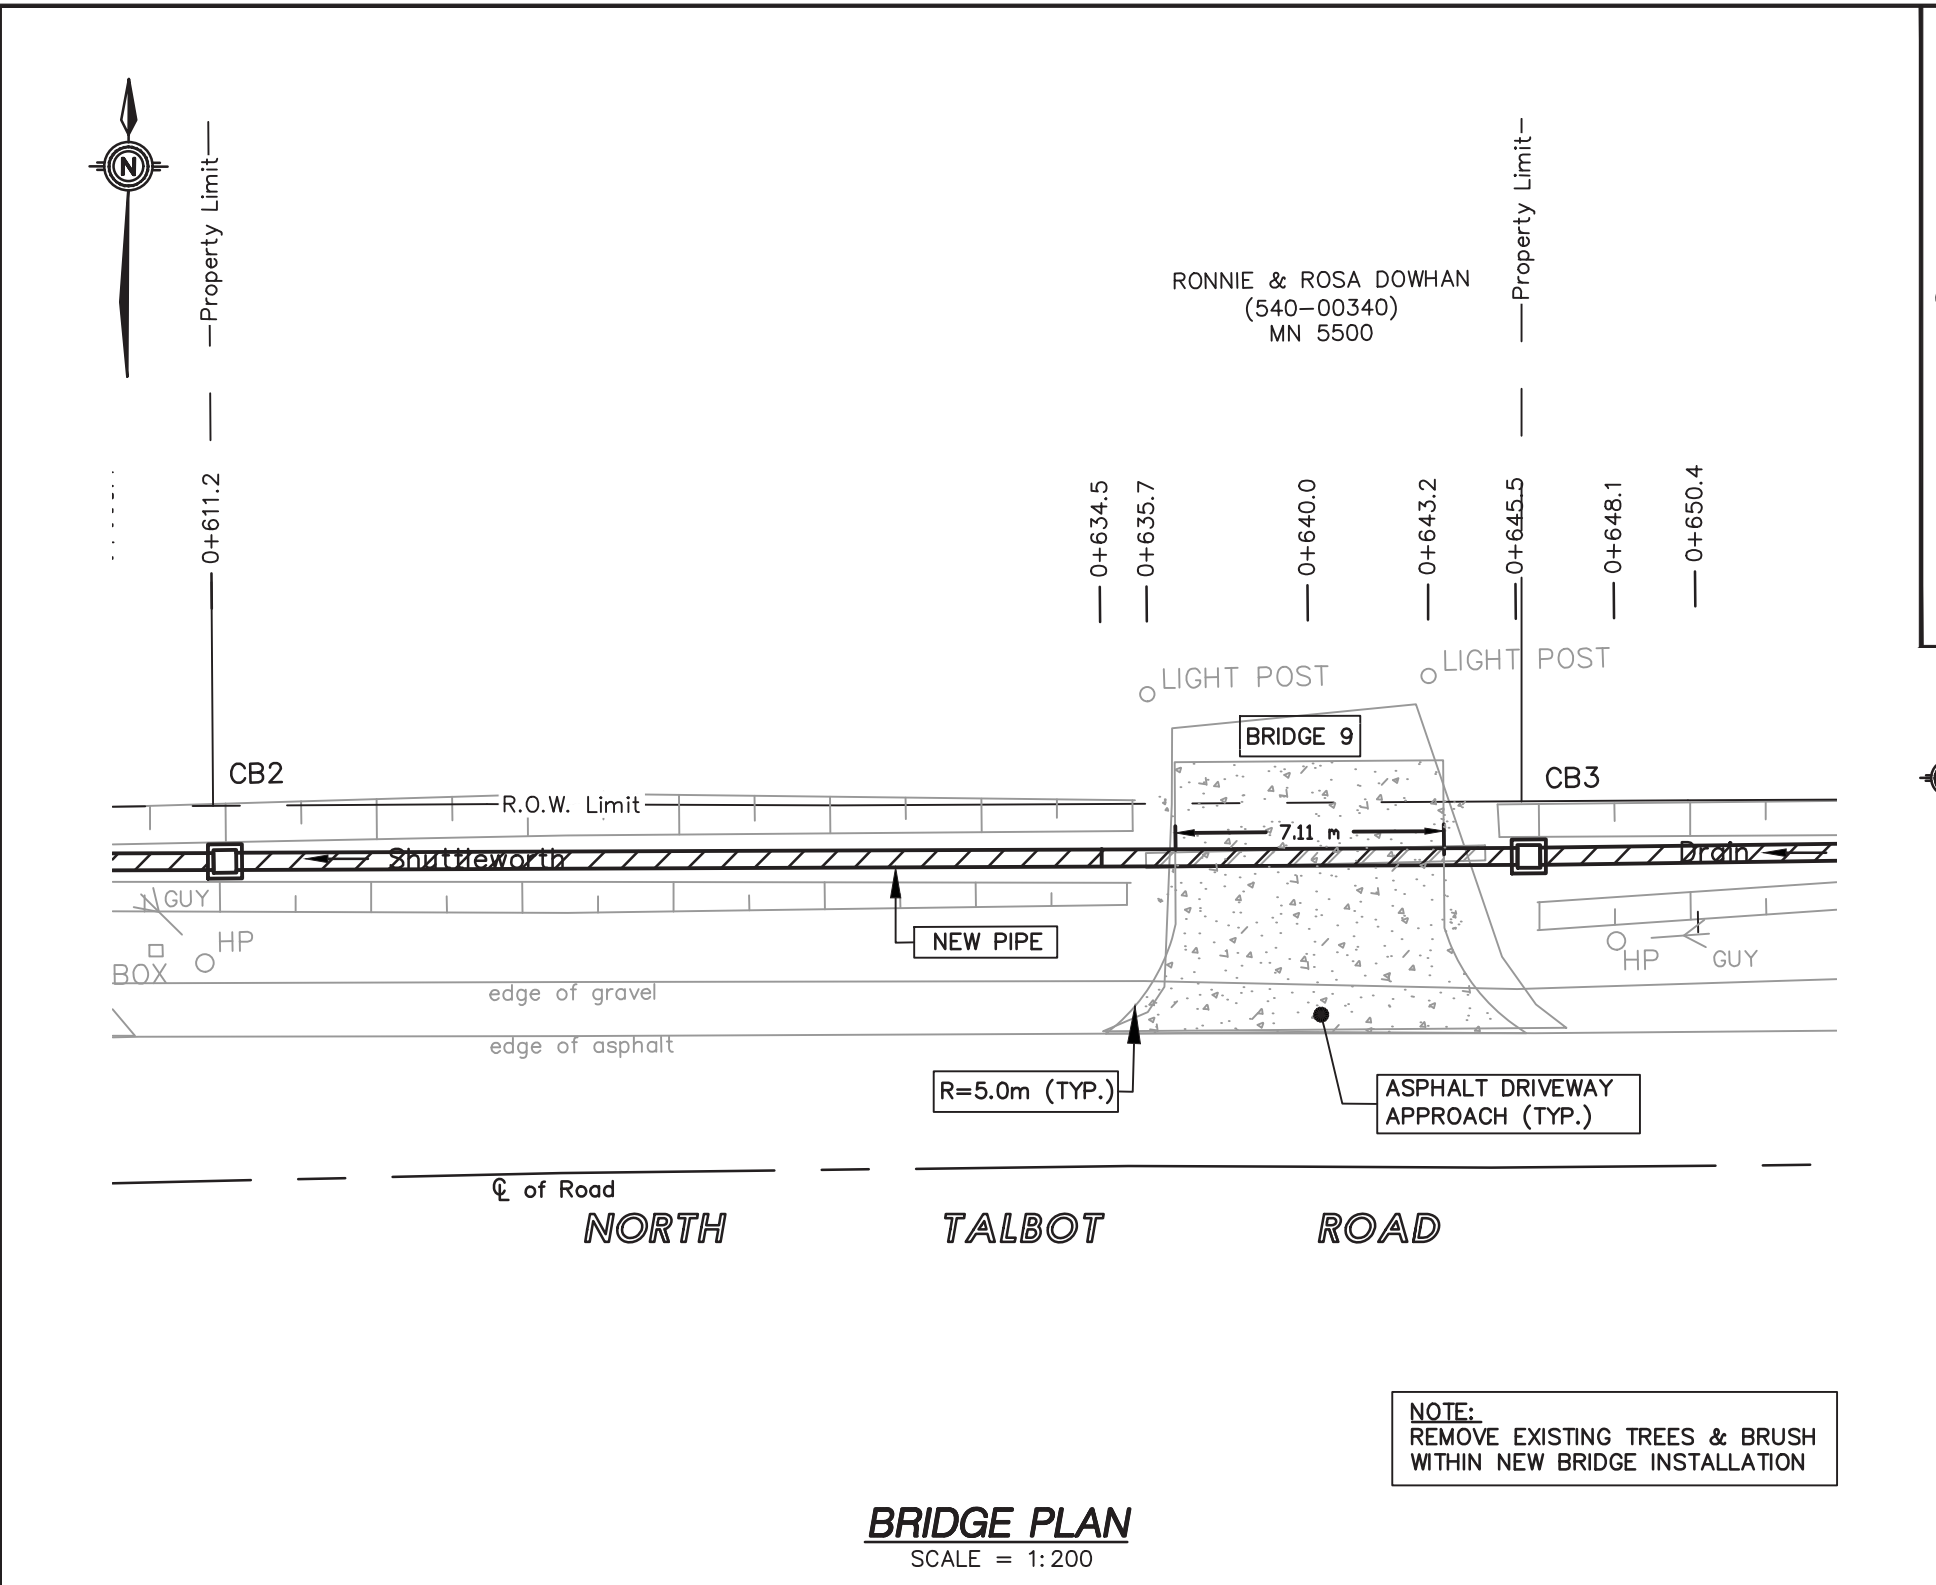 N
Property Limit
Property Limit
RONNIE & ROSA DOWHAN
(540-00340)
MN 5500
0+611.2
0+634.5
0+635.7
0+640.0
0+643.2
0+645.5
0+648.1
0+650.4
LIGHT POST
LIGHT POST
BRIDGE 9
CB2
CB3
R.O.W. Limit
7.11 m
Shuttleworth
Drain
GUY
NEW PIPE
HP
BOX
HP
GUY
edge of gravel
edge of asphalt
R=5.0m (TYP.)
ASPHALT DRIVEWAY
APPROACH (TYP.)
℄ of Road
NORTH TALBOT ROAD
NOTE:
REMOVE EXISTING TREES & BRUSH
WITHIN NEW BRIDGE INSTALLATION
BRIDGE PLAN
SCALE = 1:200